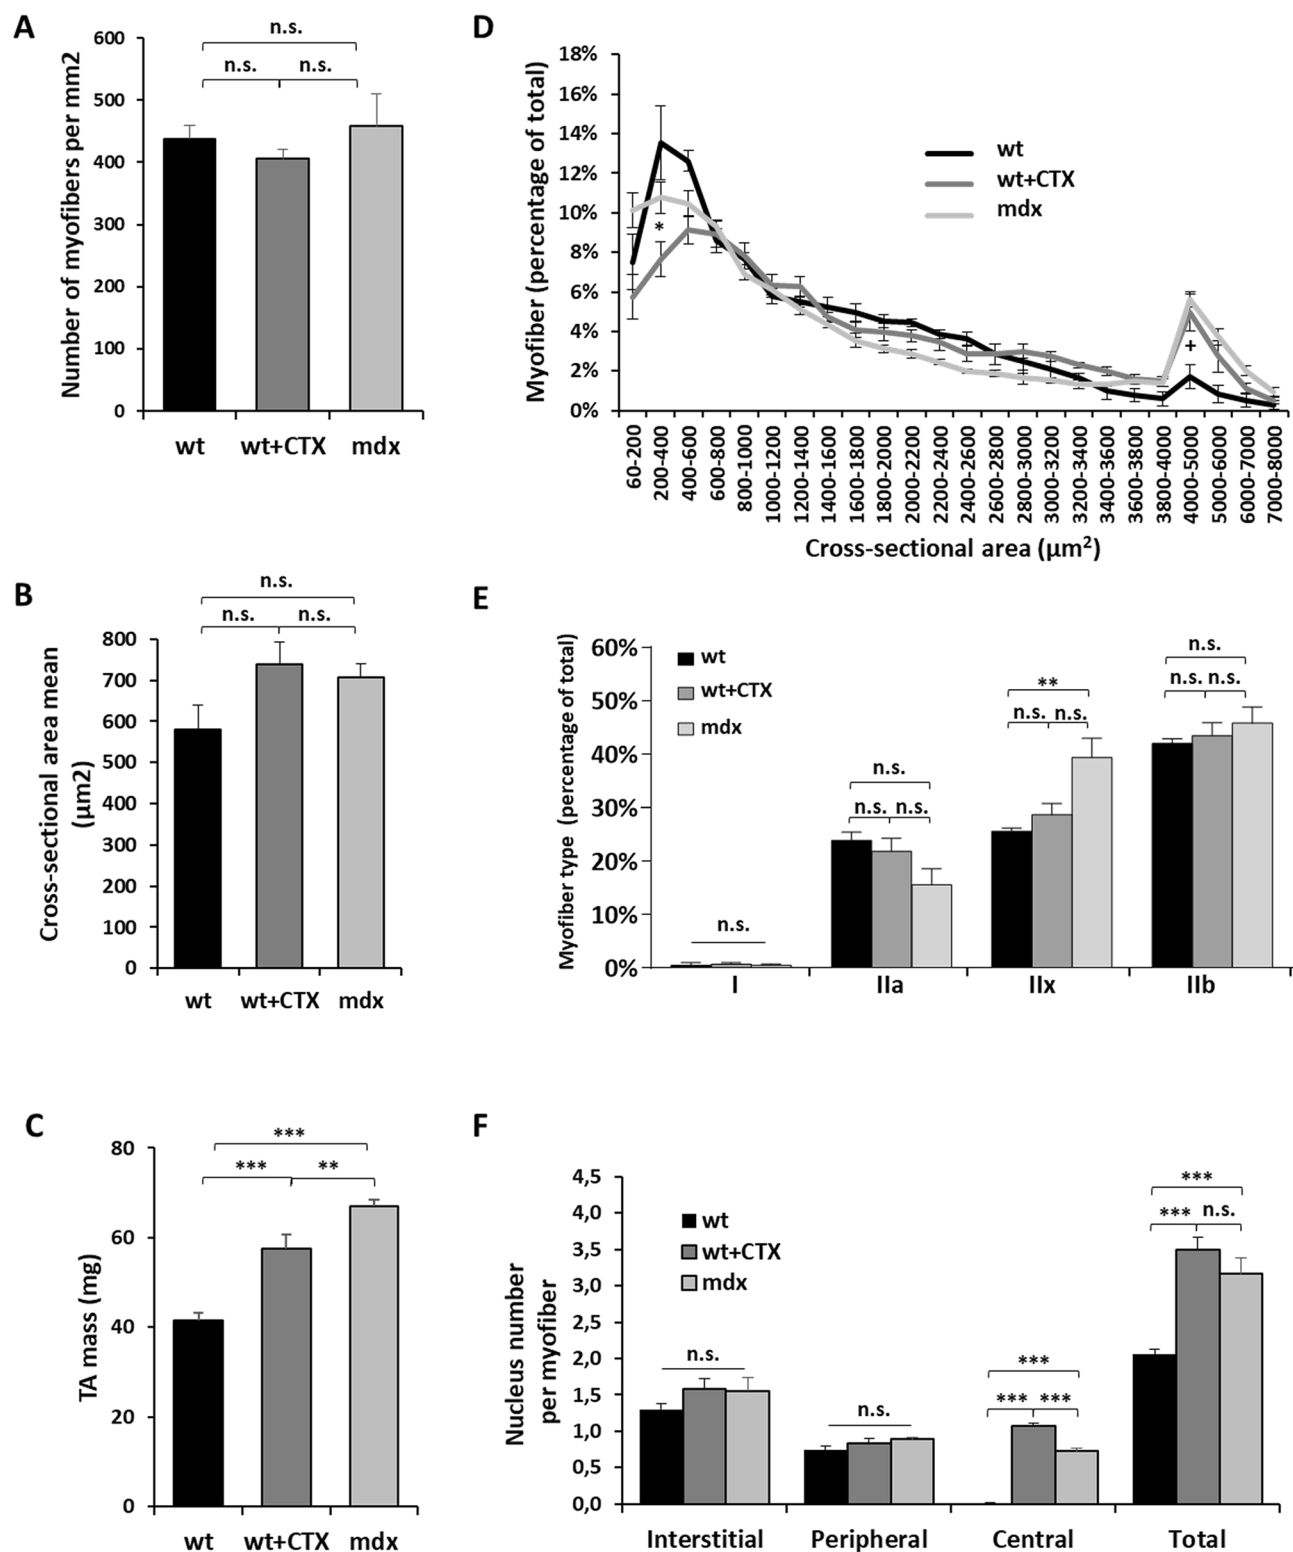 A
Number of myofibers per mm2
600
500
400
300
200
100
0
n.s.
n.s. n.s.
wt wt+CTX mdx
B
Cross-sectional area mean
(µm2)
800
700
600
500
400
300
200
100
0
n.s.
n.s. n.s.
wt wt+CTX mdx
C
TA mass (mg)
80
60
40
20
0
***
*** **
wt wt+CTX mdx
D
Myofiber (percentage of total)
18%
16%
14%
12%
10%
8%
6%
4%
2%
0%
wt
wt+CTX
mdx
*
+
60-200
200-400
400-600
600-800
800-1000
1000-1200
1200-1400
1400-1600
1600-1800
1800-2000
2000-2200
2200-2400
2400-2600
2600-2800
2800-3000
3000-3200
3200-3400
3400-3600
3600-3800
3800-4000
4000-5000
5000-6000
6000-7000
7000-8000
Cross-sectional area (µm²)
E
Myofiber type (percentage of total)
60%
50%
40%
30%
20%
10%
0%
wt
wt+CTX
mdx
n.s.
n.s.
n.s. n.s.
**
n.s. n.s.
n.s.
n.s. n.s.
I IIa IIx IIb
F
Nucleus number
per myofiber
4,5
4,0
3,5
3,0
2,5
2,0
1,5
1,0
0,5
0,0
wt
wt+CTX
mdx
n.s.
n.s.
***
*** ***
***
*** n.s.
Interstitial Peripheral Central Total